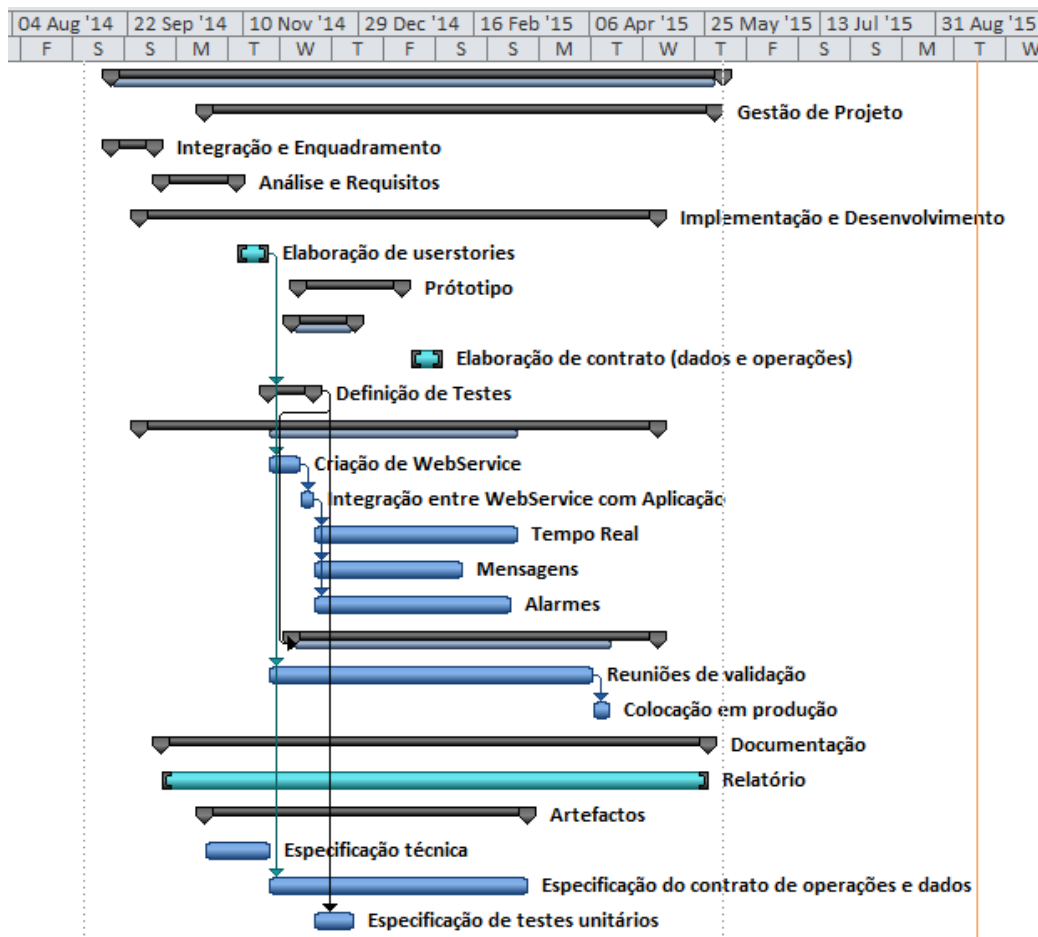 04 Aug '14 22 Sep '14 10 Nov '14 29 Dec '14 16 Feb '15 06 Apr '15 25 May '15 13 Jul '15 31 Aug '15
F S S M T W T F S S M T W T F S S M T W
Gestão de Projeto
Integração e Enquadramento
Análise e Requisitos
Implementação e Desenvolvimento
Elaboração de userstories
Prótotipo
Elaboração de contrato (dados e operações)
Definição de Testes
Criação de WebService
Integração entre WebService com Aplicação
Tempo Real
Mensagens
Alarmes
Reuniões de validação
Colocação em produção
Documentação
Relatório
Artefactos
Especificação técnica
Especificação do contrato de operações e dados
Especificação de testes unitários